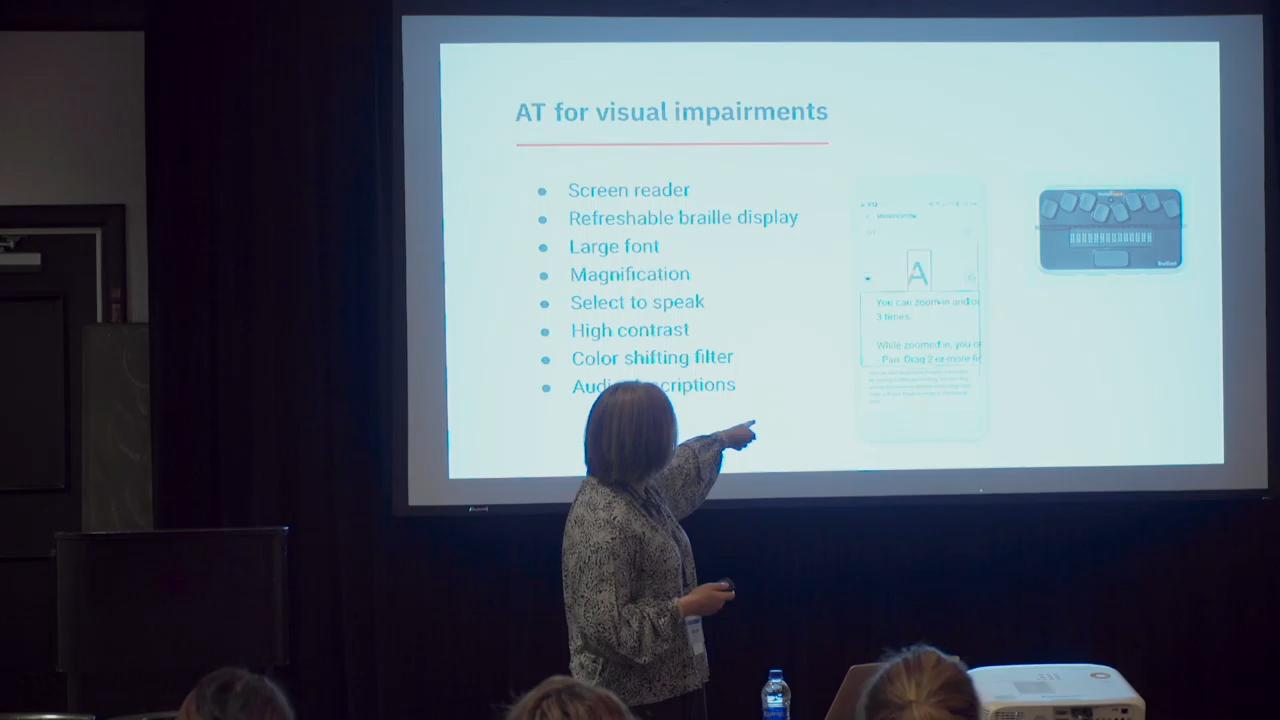 AT for visual impairments
Screen reader
Refreshable braille display
Large font
Magnification
Select to speak
High contrast
Color shifting filter
Magnification
A
You can zoom in and
3 times.
While zoomed in, you
- Pan: Drag 2 or more